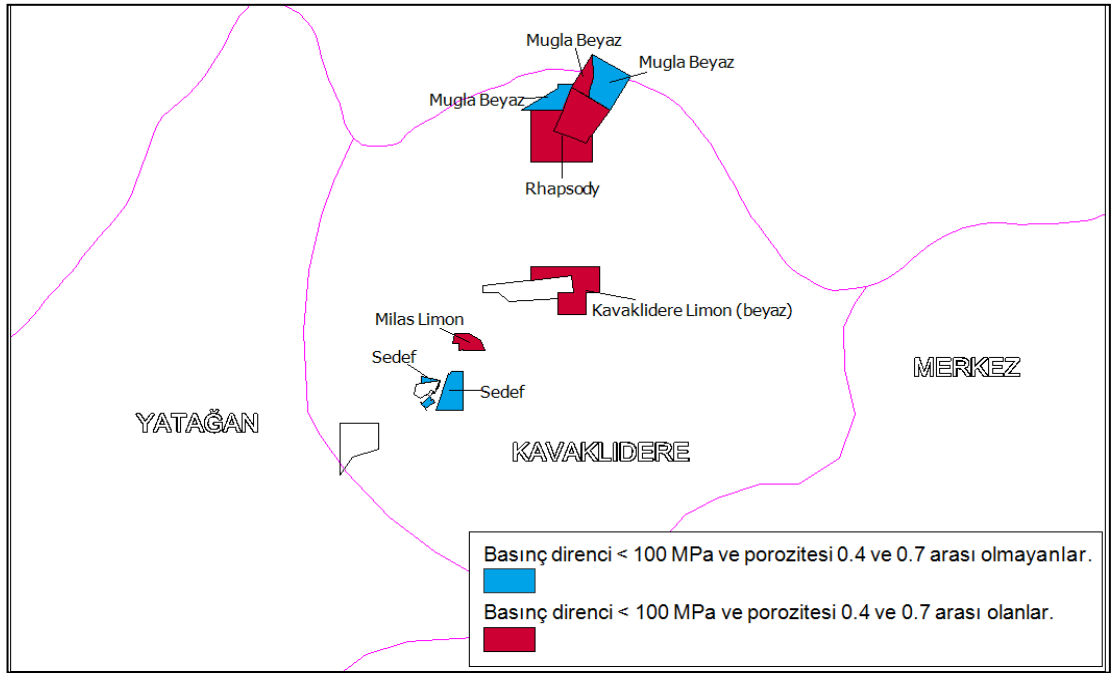 Mugla Beyaz
Mugla Beyaz
Mugla Beyaz
Rhapsody
Kavaklidere Limon (beyaz)
Milas Limon
Sedef
Sedef
MERKEZ
YATAĞAN
KAVAKLIDERE
Basınç direnci < 100 MPa ve porozitesi 0.4 ve 0.7 arası olmayanlar.
Basınç direnci < 100 MPa ve porozitesi 0.4 ve 0.7 arası olanlar.